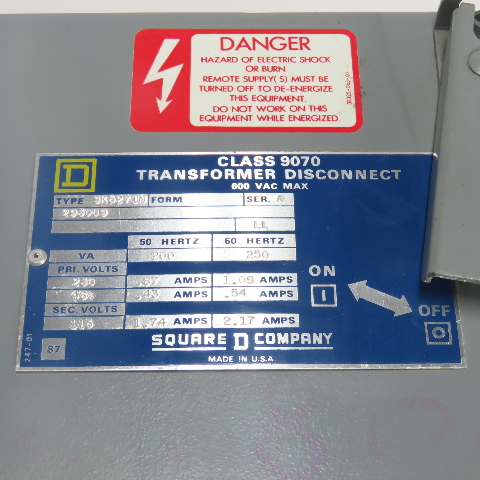 DANGER
HAZARD OF ELECTRIC SHOCK
OR BURN
REMOTE SUPPLY(S) MUST BE
TURNED OFF TO DE-ENERGIZE
THIS EQUIPMENT.
DO NOT WORK ON THIS
EQUIPMENT WHILE ENERGIZED.
D
CLASS 9070
TRANSFORMER DISCONNECT
600 VAC MAX
TYPE FORM SER. A
50 HERTZ 60 HERTZ
VA 200 250
PRI. VOLTS
230 .87 AMPS 1.09 AMPS
AMPS .54 AMPS
SEC. VOLTS
1.74 AMPS 2.17 AMPS
ON
I
OFF
O
SQUARE D COMPANY
MADE IN U.S.A.
247-01
87